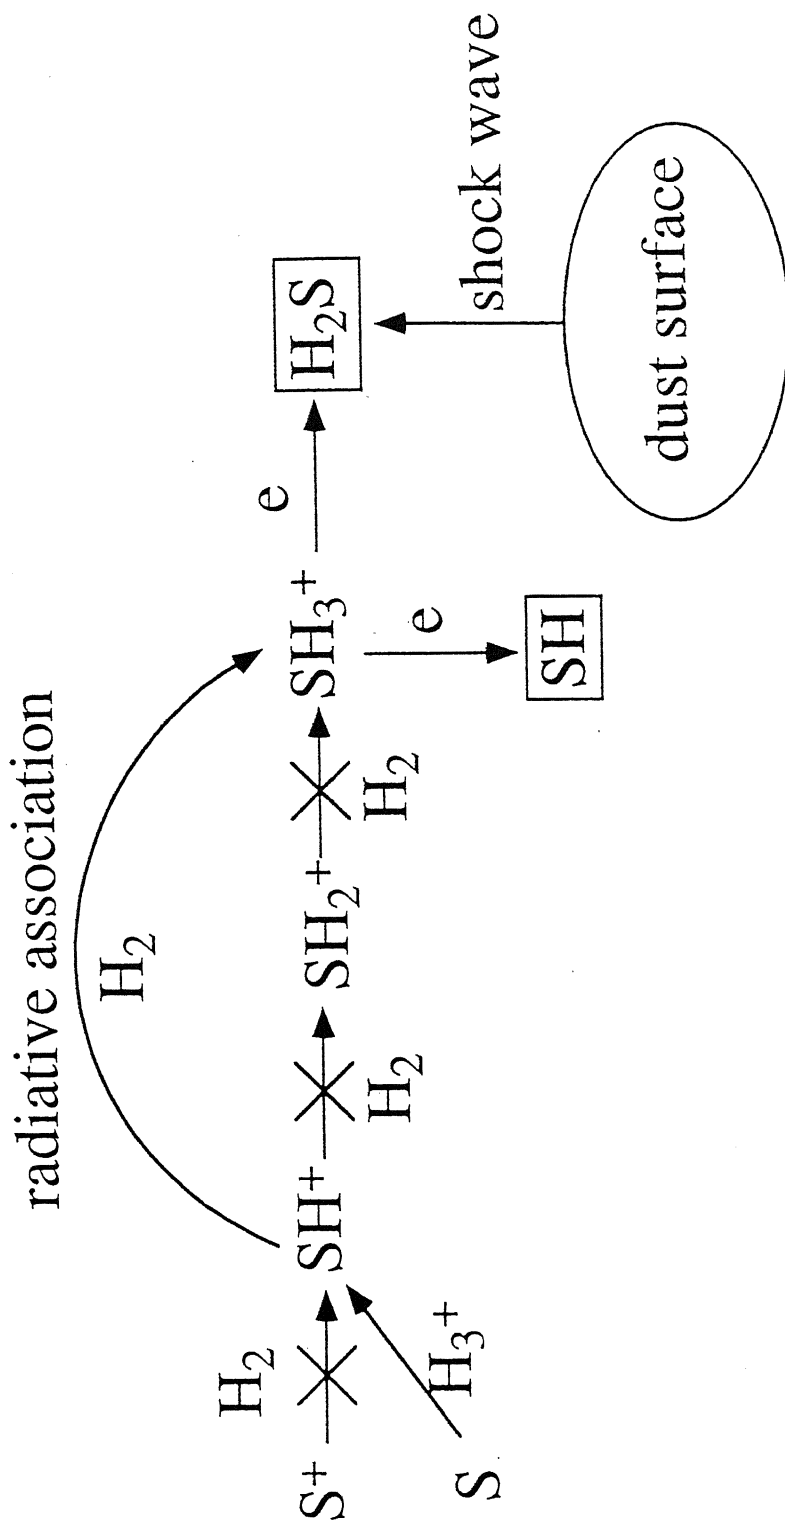 radiative association
H₂
H₂
e
S⁺
SH⁺
SH₂⁺
SH₃⁺
H₂S
H₂
H₂
e
H₃⁺
S
SH
shock wave
dust surface